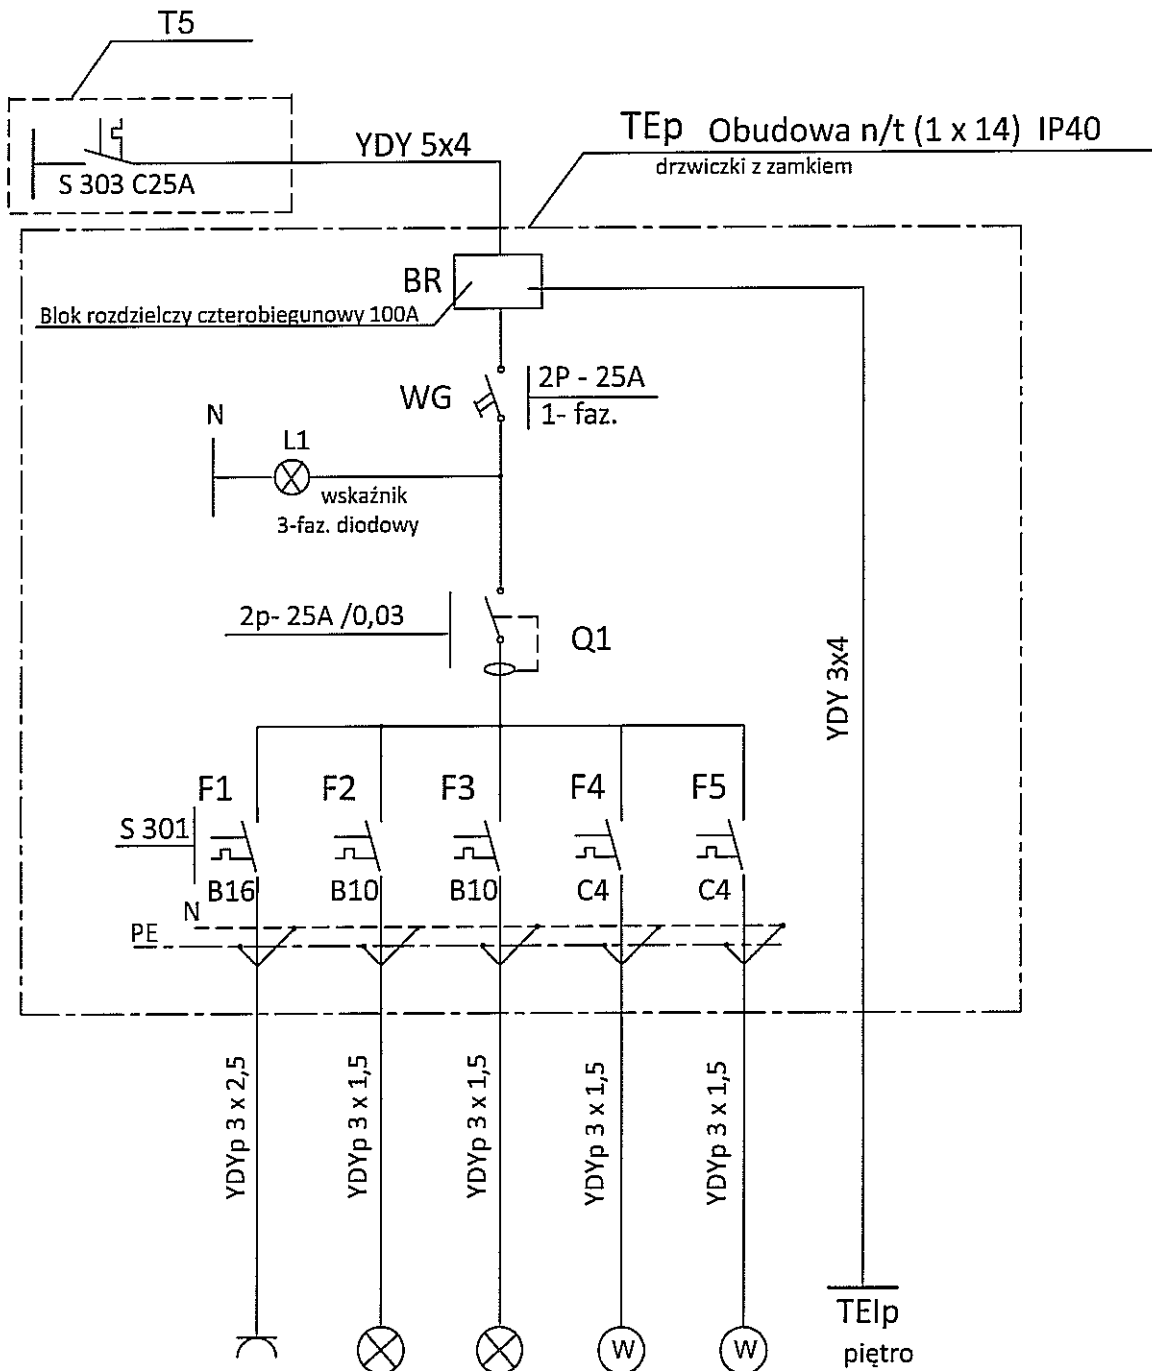 T5
TEp Obudowa n/t (1 x 14) IP40
drzwiczki z zamkiem
YDY 5x4
S 303 C25A
BR
Blok rozdzielczy czterobiegunowy 100A
WG
2P - 25A
1- faz.
N
L1
wskaźnik
3-faz. diodowy
2p- 25A /0,03
Q1
YDY 3x4
F1 F2 F3 F4 F5
S 301
B16 B10 B10 C4 C4
N
PE
YDYp 3 x 2,5
YDYp 3 x 1,5
YDYp 3 x 1,5
YDYp 3 x 1,5
YDYp 3 x 1,5
W W
TEIp
piętro